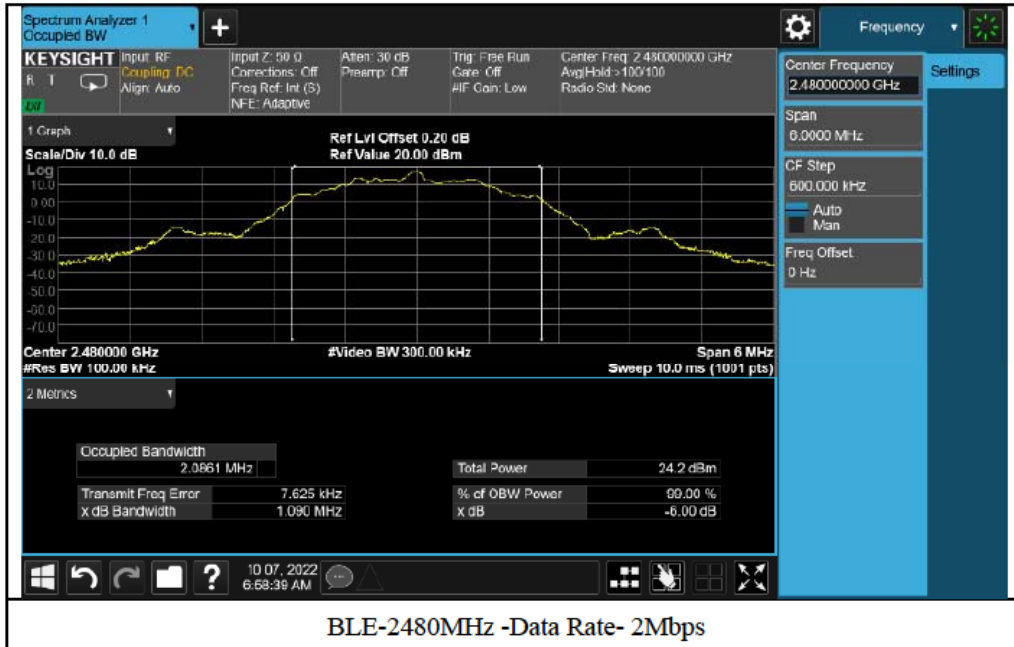 Spectrum Analyzer 1
Occupied BW
+
Frequency
KEYSIGHT Input: RF
Coupling: DC
Align: Auto
R T
LXI
Input Z: 50 Ω
Corrections: Off
Freq Ref: Int (S)
NFE: Adaptive
Atten: 30 dB
Preamp: Off
Trig: Free Run
Gate: Off
#IF Gain: Low
Center Freq: 2.480000000 GHz
Avg|Hold:>100/100
Radio Std: None
Center Frequency
2.480000000 GHz
Settings
Span
6.0000 MHz
CF Step
600.000 kHz
Auto
Man
Freq Offset
0 Hz
1 Graph
Scale/Div 10.0 dB
Ref Lvl Offset 0.20 dB
Ref Value 20.00 dBm
Log
10.0
0.00
-10.0
-20.0
-30.0
-40.0
-50.0
-60.0
-70.0
Center 2.480000 GHz
#Res BW 100.00 kHz
#Video BW 300.00 kHz
Span 6 MHz
Sweep 10.0 ms (1001 pts)
2 Metrics
Occupied Bandwidth
2.0861 MHz
Transmit Freq Error 7.625 kHz
x dB Bandwidth 1.090 MHz
Total Power 24.2 dBm
% of OBW Power 99.00 %
x dB -6.00 dB
?
10 07, 2022
6:58:39 AM
BLE-2480MHz -Data Rate- 2Mbps